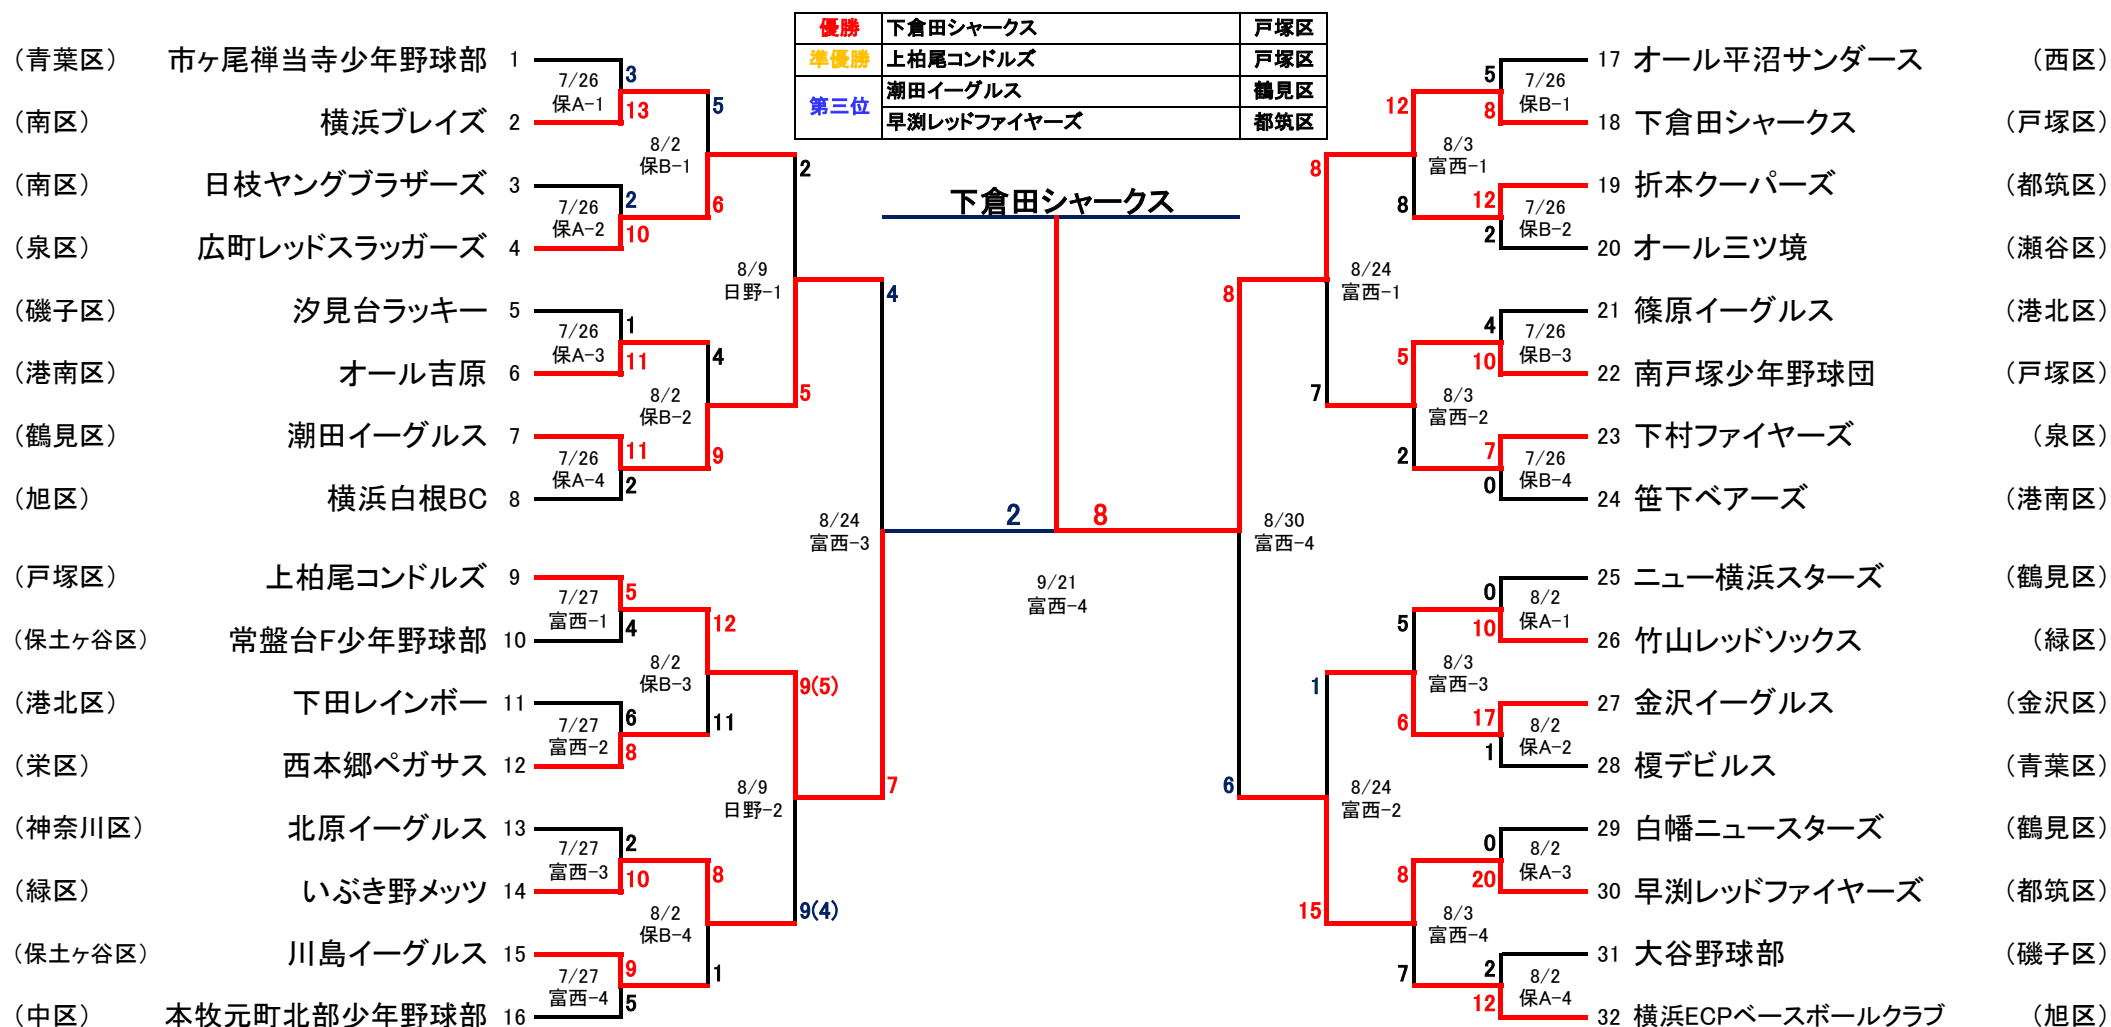 優勝 下倉田シャークス 戸塚区
準優勝 上柏尾コンドルズ 戸塚区
第三位 潮田イーグルス 鶴見区
早渕レッドファイヤーズ 都筑区
下倉田シャークス
（青葉区） 市ヶ尾禅当寺少年野球部 1
7/26
保A-1
3
13
（南区） 横浜ブレイズ 2
8/2
保B-1
5
6
（南区） 日枝ヤングブラザーズ 3
7/26
保A-2
2
10
（泉区） 広町レッドスラッガーズ 4
8/9
日野-1
2
5
（磯子区） 汐見台ラッキー 5
7/26
保A-3
1
11
（港南区） オール吉原 6
8/2
保B-2
4
9
（鶴見区） 潮田イーグルス 7
7/26
保A-4
11
2
（旭区） 横浜白根BC 8
8/24
富西-3
4
7
（戸塚区） 上柏尾コンドルズ 9
7/27
富西-1
5
4
（保土ヶ谷区） 常盤台F少年野球部 10
8/2
保B-3
12
11
（港北区） 下田レインボー 11
7/27
富西-2
6
8
（栄区） 西本郷ペガサス 12
8/9
日野-2
9(5)
9(4)
（神奈川区） 北原イーグルス 13
7/27
富西-3
2
10
（緑区） いぶき野メッツ 14
8/2
保B-4
8
1
（保土ヶ谷区） 川島イーグルス 15
7/27
富西-4
9
5
（中区） 本牧元町北部少年野球部 16
2 8
9/21
富西-4
17 オール平沼サンダース （西区）
5
8
7/26
保B-1
18 下倉田シャークス （戸塚区）
12
8
8/3
富西-1
19 折本クーパーズ （都筑区）
12
2
7/26
保B-2
20 オール三ツ境 （瀬谷区）
8
7
8/24
富西-1
21 篠原イーグルス （港北区）
4
10
7/26
保B-3
22 南戸塚少年野球団 （戸塚区）
5
2
8/3
富西-2
23 下村ファイヤーズ （泉区）
7
0
7/26
保B-4
24 笹下ベアーズ （港南区）
8
6
8/30
富西-4
25 ニュー横浜スターズ （鶴見区）
0
10
8/2
保A-1
26 竹山レッドソックス （緑区）
5
6
8/3
富西-3
27 金沢イーグルス （金沢区）
17
1
8/2
保A-2
28 榎デビルス （青葉区）
1
15
8/24
富西-2
29 白幡ニュースターズ （鶴見区）
0
20
8/2
保A-3
30 早渕レッドファイヤーズ （都筑区）
8
7
8/3
富西-4
31 大谷野球部 （磯子区）
2
12
8/2
保A-4
32 横浜ECPベースボールクラブ （旭区）